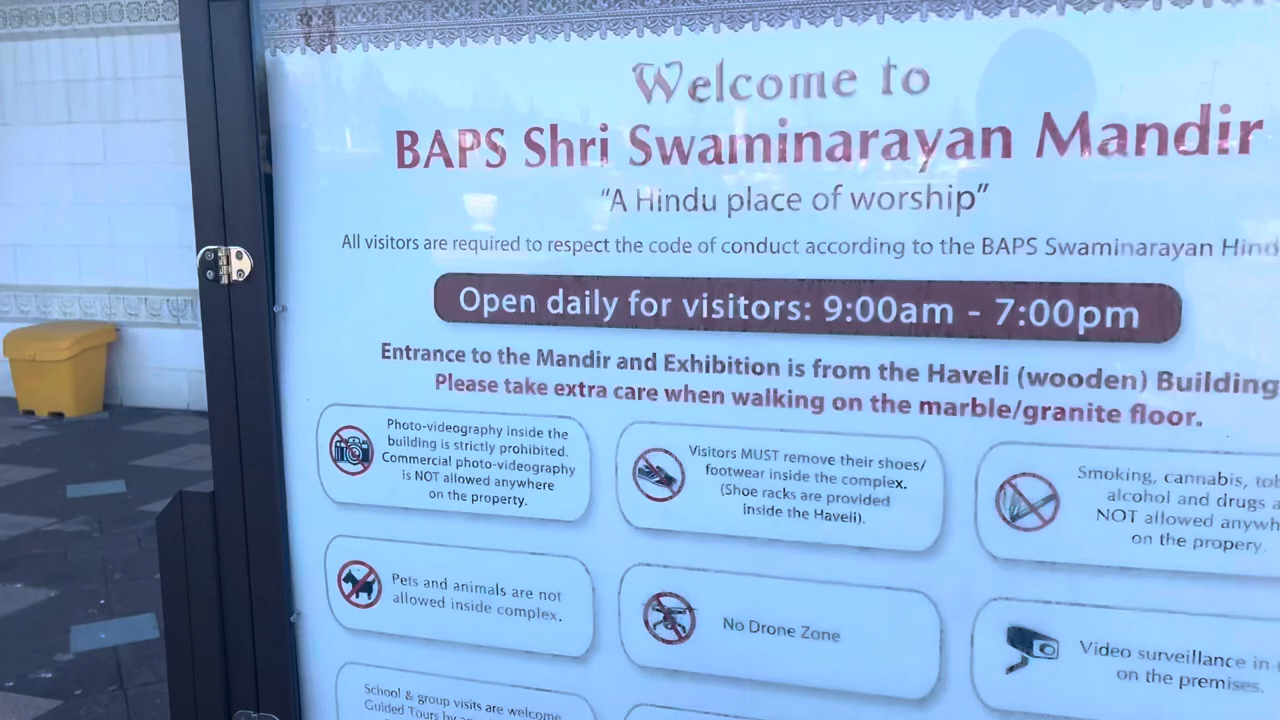 Welcome to
BAPS Shri Swaminarayan Mandir
“A Hindu place of worship”
All visitors are required to respect the code of conduct according to the BAPS Swaminarayan
Open daily for visitors: 9:00am - 7:00pm
Entrance to the Mandir and Exhibition is from the Haveli (wooden) Building
Please take extra care when walking on the marble/granite floor.
Photo-videography inside the
building is strictly prohibited.
Commercial photo-videography
is NOT allowed anywhere
on the property.
Visitors MUST remove their shoes/
footwear inside the complex.
(Shoe racks are provided
inside the Haveli).
Smoking, cannabis,
alcohol and drugs
NOT allowed
on the propery.
Pets and animals are not
allowed inside complex.
No Drone Zone
Video surveillance in
on the premises.
School & group visits are welcome
Guided Tours by